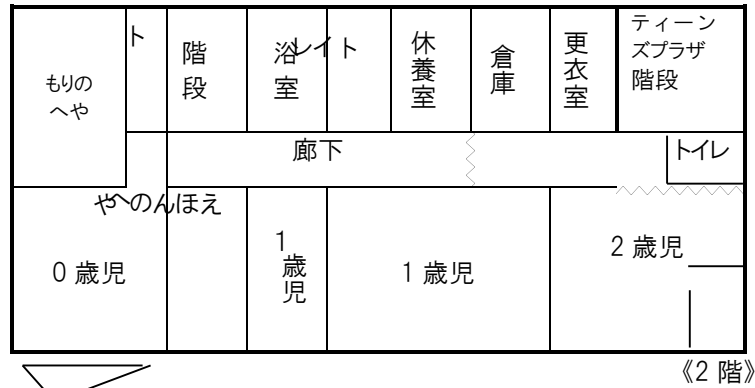 ト
階段
浴室
トイレ
休養室
倉庫
更衣室
ティーン
ズプラザ
階段
もりの
へや
廊下
トイレ
えほんのへや
0歳児
1歳児
1歳児
2歳児
《2階》